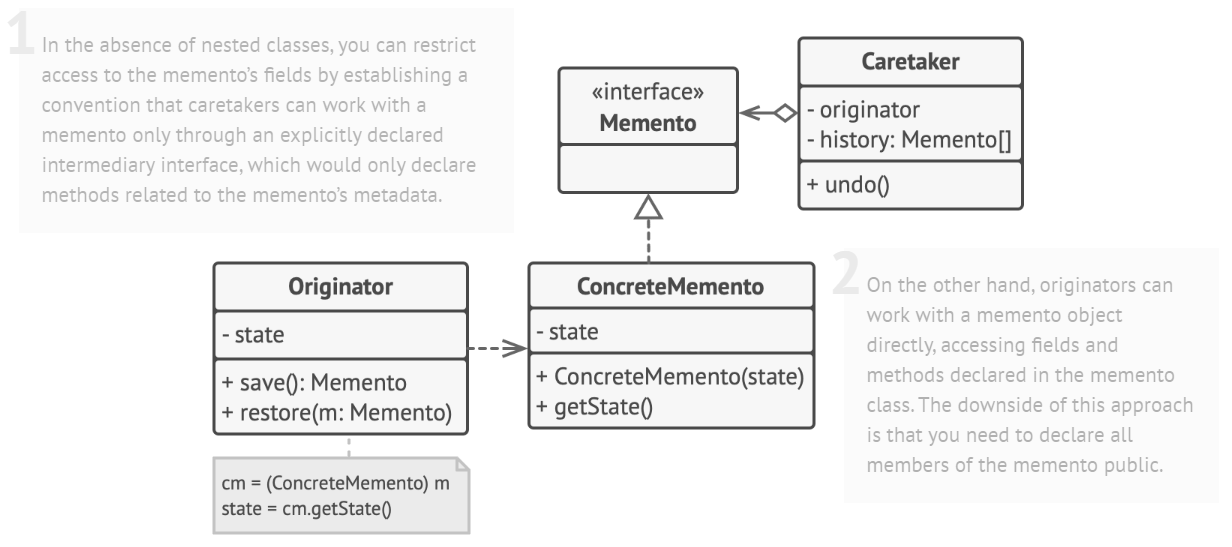 1
In the absence of nested classes, you can restrict
access to the memento’s fields by establishing a
convention that caretakers can work with a
memento only through an explicitly declared
intermediary interface, which would only declare
methods related to the memento’s metadata.
«interface»
Memento
Caretaker
- originator
- history: Memento[]
+ undo()
Originator
- state
+ save(): Memento
+ restore(m: Memento)
cm = (ConcreteMemento) m
state = cm.getState()
ConcreteMemento
- state
+ ConcreteMemento(state)
+ getState()
2
On the other hand, originators can
work with a memento object
directly, accessing fields and
methods declared in the memento
class. The downside of this approach
is that you need to declare all
members of the memento public.